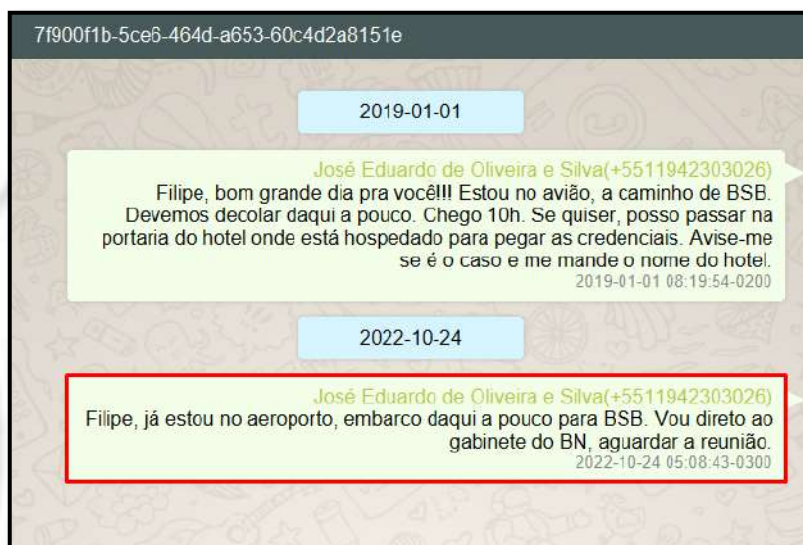 7f900f1b-5ce6-464d-a653-60c4d2a8151e
2019-01-01
José Eduardo de Oliveira e Silva(+5511942303026)
Filipe, bom grande dia pra você!!! Estou no avião, a caminho de BSB.
Devemos decolar daqui a pouco. Chego 10h. Se quiser, posso passar na
portaria do hotel onde está hospedado para pegar as credenciais. Avise-me
se é o caso e me mande o nome do hotel.
2019-01-01 08:19:54-0200
2022-10-24
José Eduardo de Oliveira e Silva(+5511942303026)
Filipe, já estou no aeroporto, embarco daqui a pouco para BSB. Vou direto ao
gabinete do BN, aguardar a reunião.
2022-10-24 05:08:43-0300